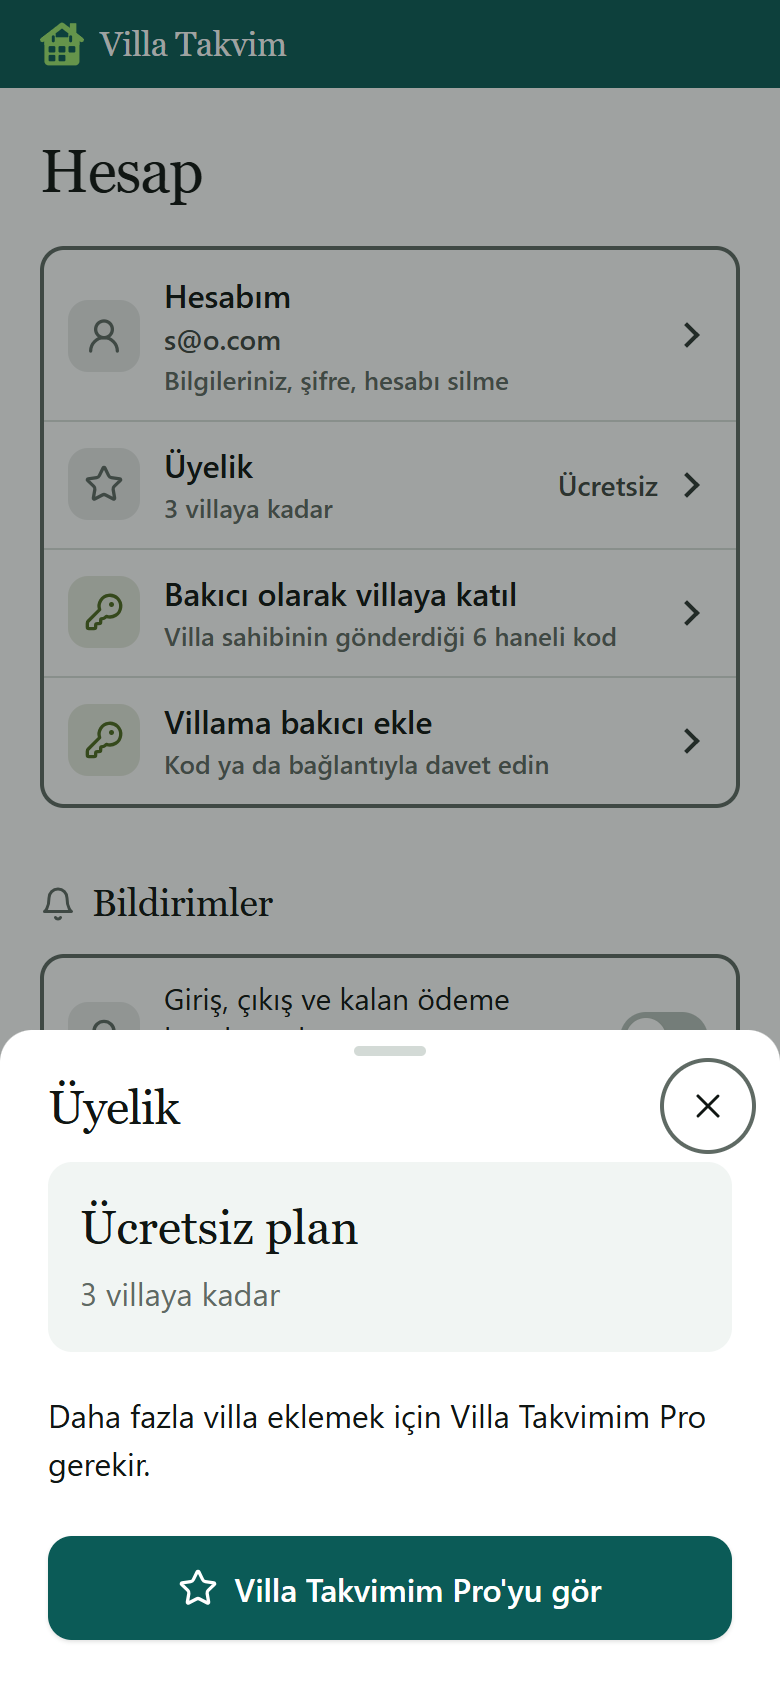 Villa Takvim
Hesap
Hesabım
s@o.com
Bilgileriniz, şifre, hesabı silme
Üyelik
3 villaya kadar
Ücretsiz
Bakıcı olarak villaya katıl
Villa sahibinin gönderdiği 6 haneli kod
Villama bakıcı ekle
Kod ya da bağlantıyla davet edin
Bildirimler
Giriş, çıkış ve kalan ödeme
Üyelik
Ücretsiz plan
3 villaya kadar
Daha fazla villa eklemek için Villa Takvimim Pro
gerekir.
Villa Takvimim Pro'yu gör